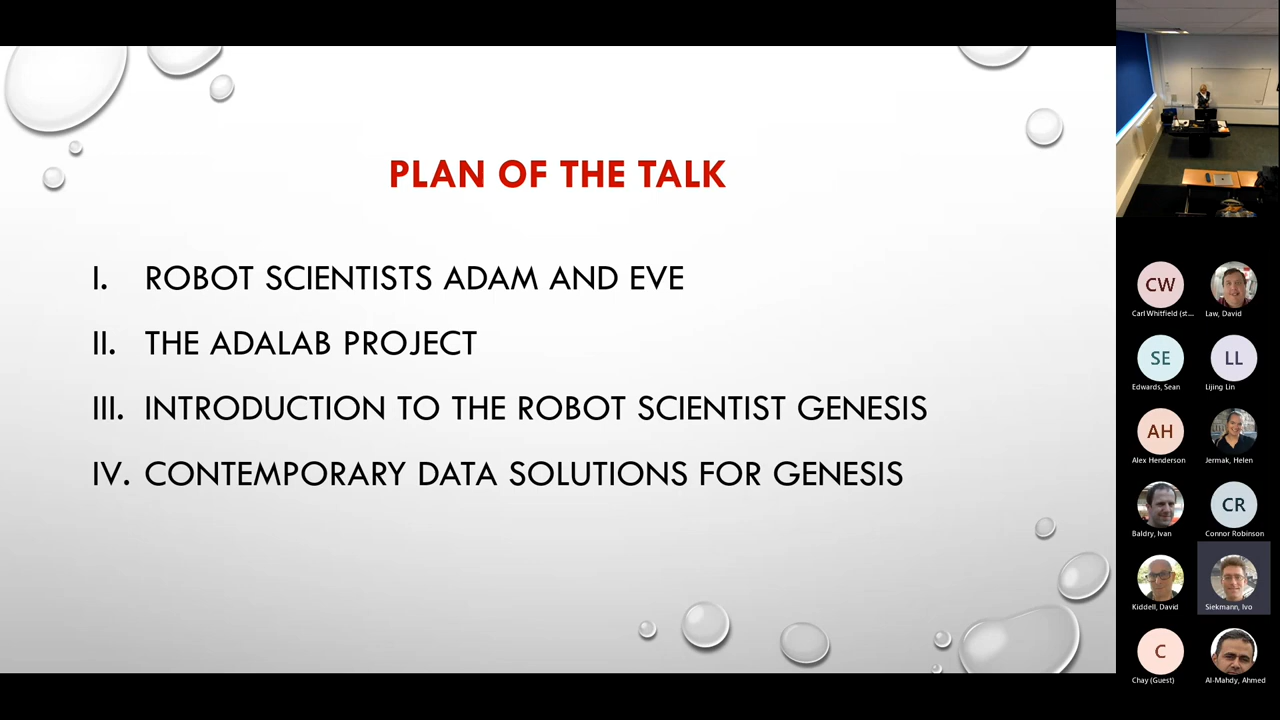 PLAN OF THE TALK
I. ROBOT SCIENTISTS ADAM AND EVE
II. THE ADALAB PROJECT
III. INTRODUCTION TO THE ROBOT SCIENTIST GENESIS
IV. CONTEMPORARY DATA SOLUTIONS FOR GENESIS
CW
Carl Whitfield (st...
Law, David
SE
Edwards, Sean
LL
Lijing Lin
AH
Alex Henderson
Jermak, Helen
Baldry, Ivan
CR
Connor Robinson
Kiddell, David
Siekmann, Ivo
C
Chay (Guest)
Al-Mahdy, Ahmed